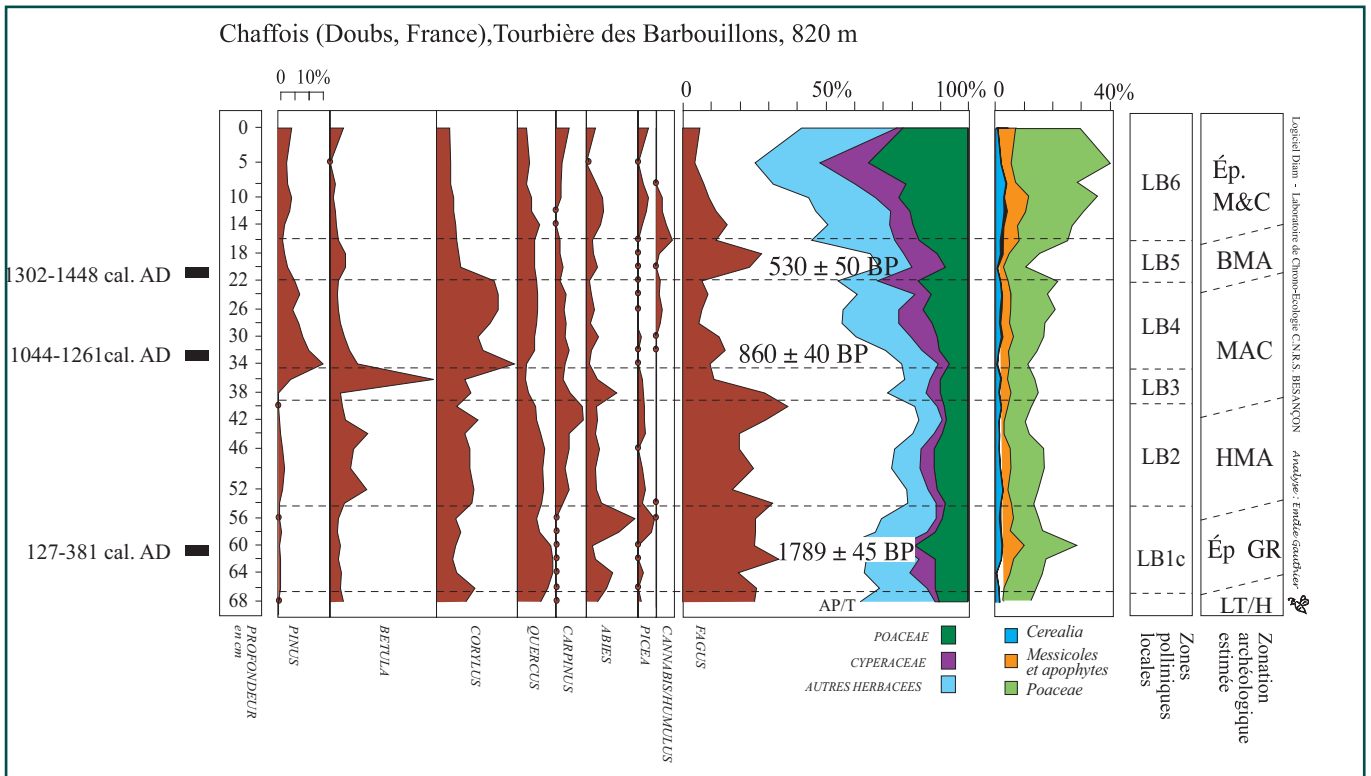 Chaffois (Doubs, France),Tourbière des Barbouillons, 820 m
0 10%
0 50% 100%
0 40%
0
5
10
14
18
22
26
30
34
38
42
46
52
56
60
64
68
1302-1448 cal. AD
1044-1261cal. AD
127-381 cal. AD
530 ± 50 BP
860 ± 40 BP
1789 ± 45 BP
AP/T
LB6
LB5
LB4
LB3
LB2
LB1c
Ép.
M&C
BMA
MAC
HMA
Ép GR
LT/H
PROFONDEUR
en cm
PINUS
BETULA
CORYLUS
QUERCUS
CARPINUS
ABIES
PICEA
CANNABIS/HUMULUS
FAGUS
POACEAE
CYPERACEAE
AUTRES HERBACEES
Cerealia
Messicoles
et apophytes
Poaceae
Zones
polliniques
locales
Zonation
archéologique
estimée
Logiciel Diam - Laboratoire de Chrono-Ecologie C.N.R.S. BESANÇON Analyse : Emilie Gauthier